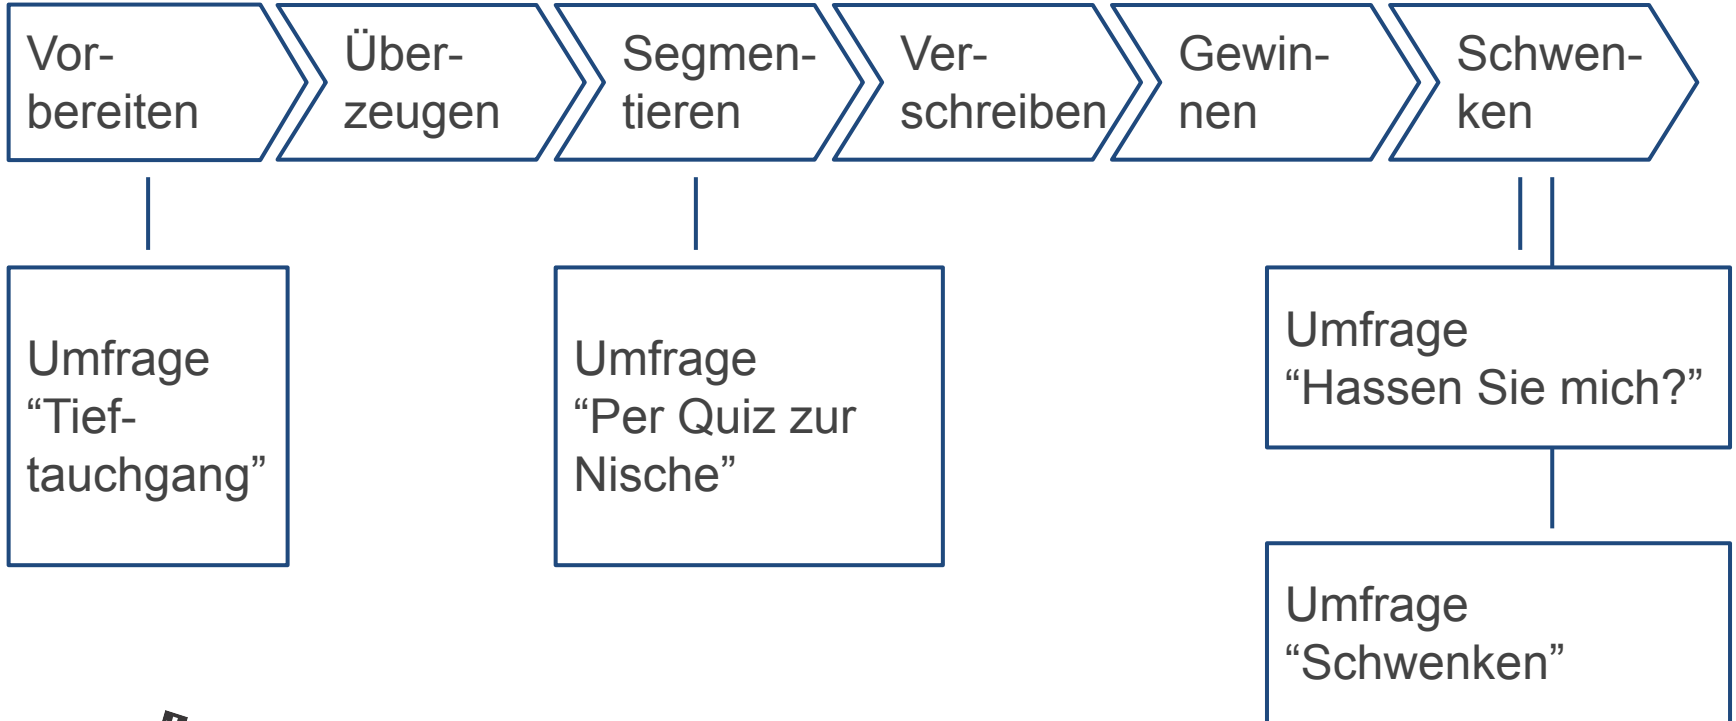 Vor-
bereiten
Über-
zeugen
Segmen-
tieren
Ver-
schreiben
Gewin-
nen
Schwen-
ken
Umfrage
“Tief-
tauchgang”
Umfrage
“Per Quiz zur
Nische”
Umfrage
“Hassen Sie mich?”
Umfrage
“Schwenken”